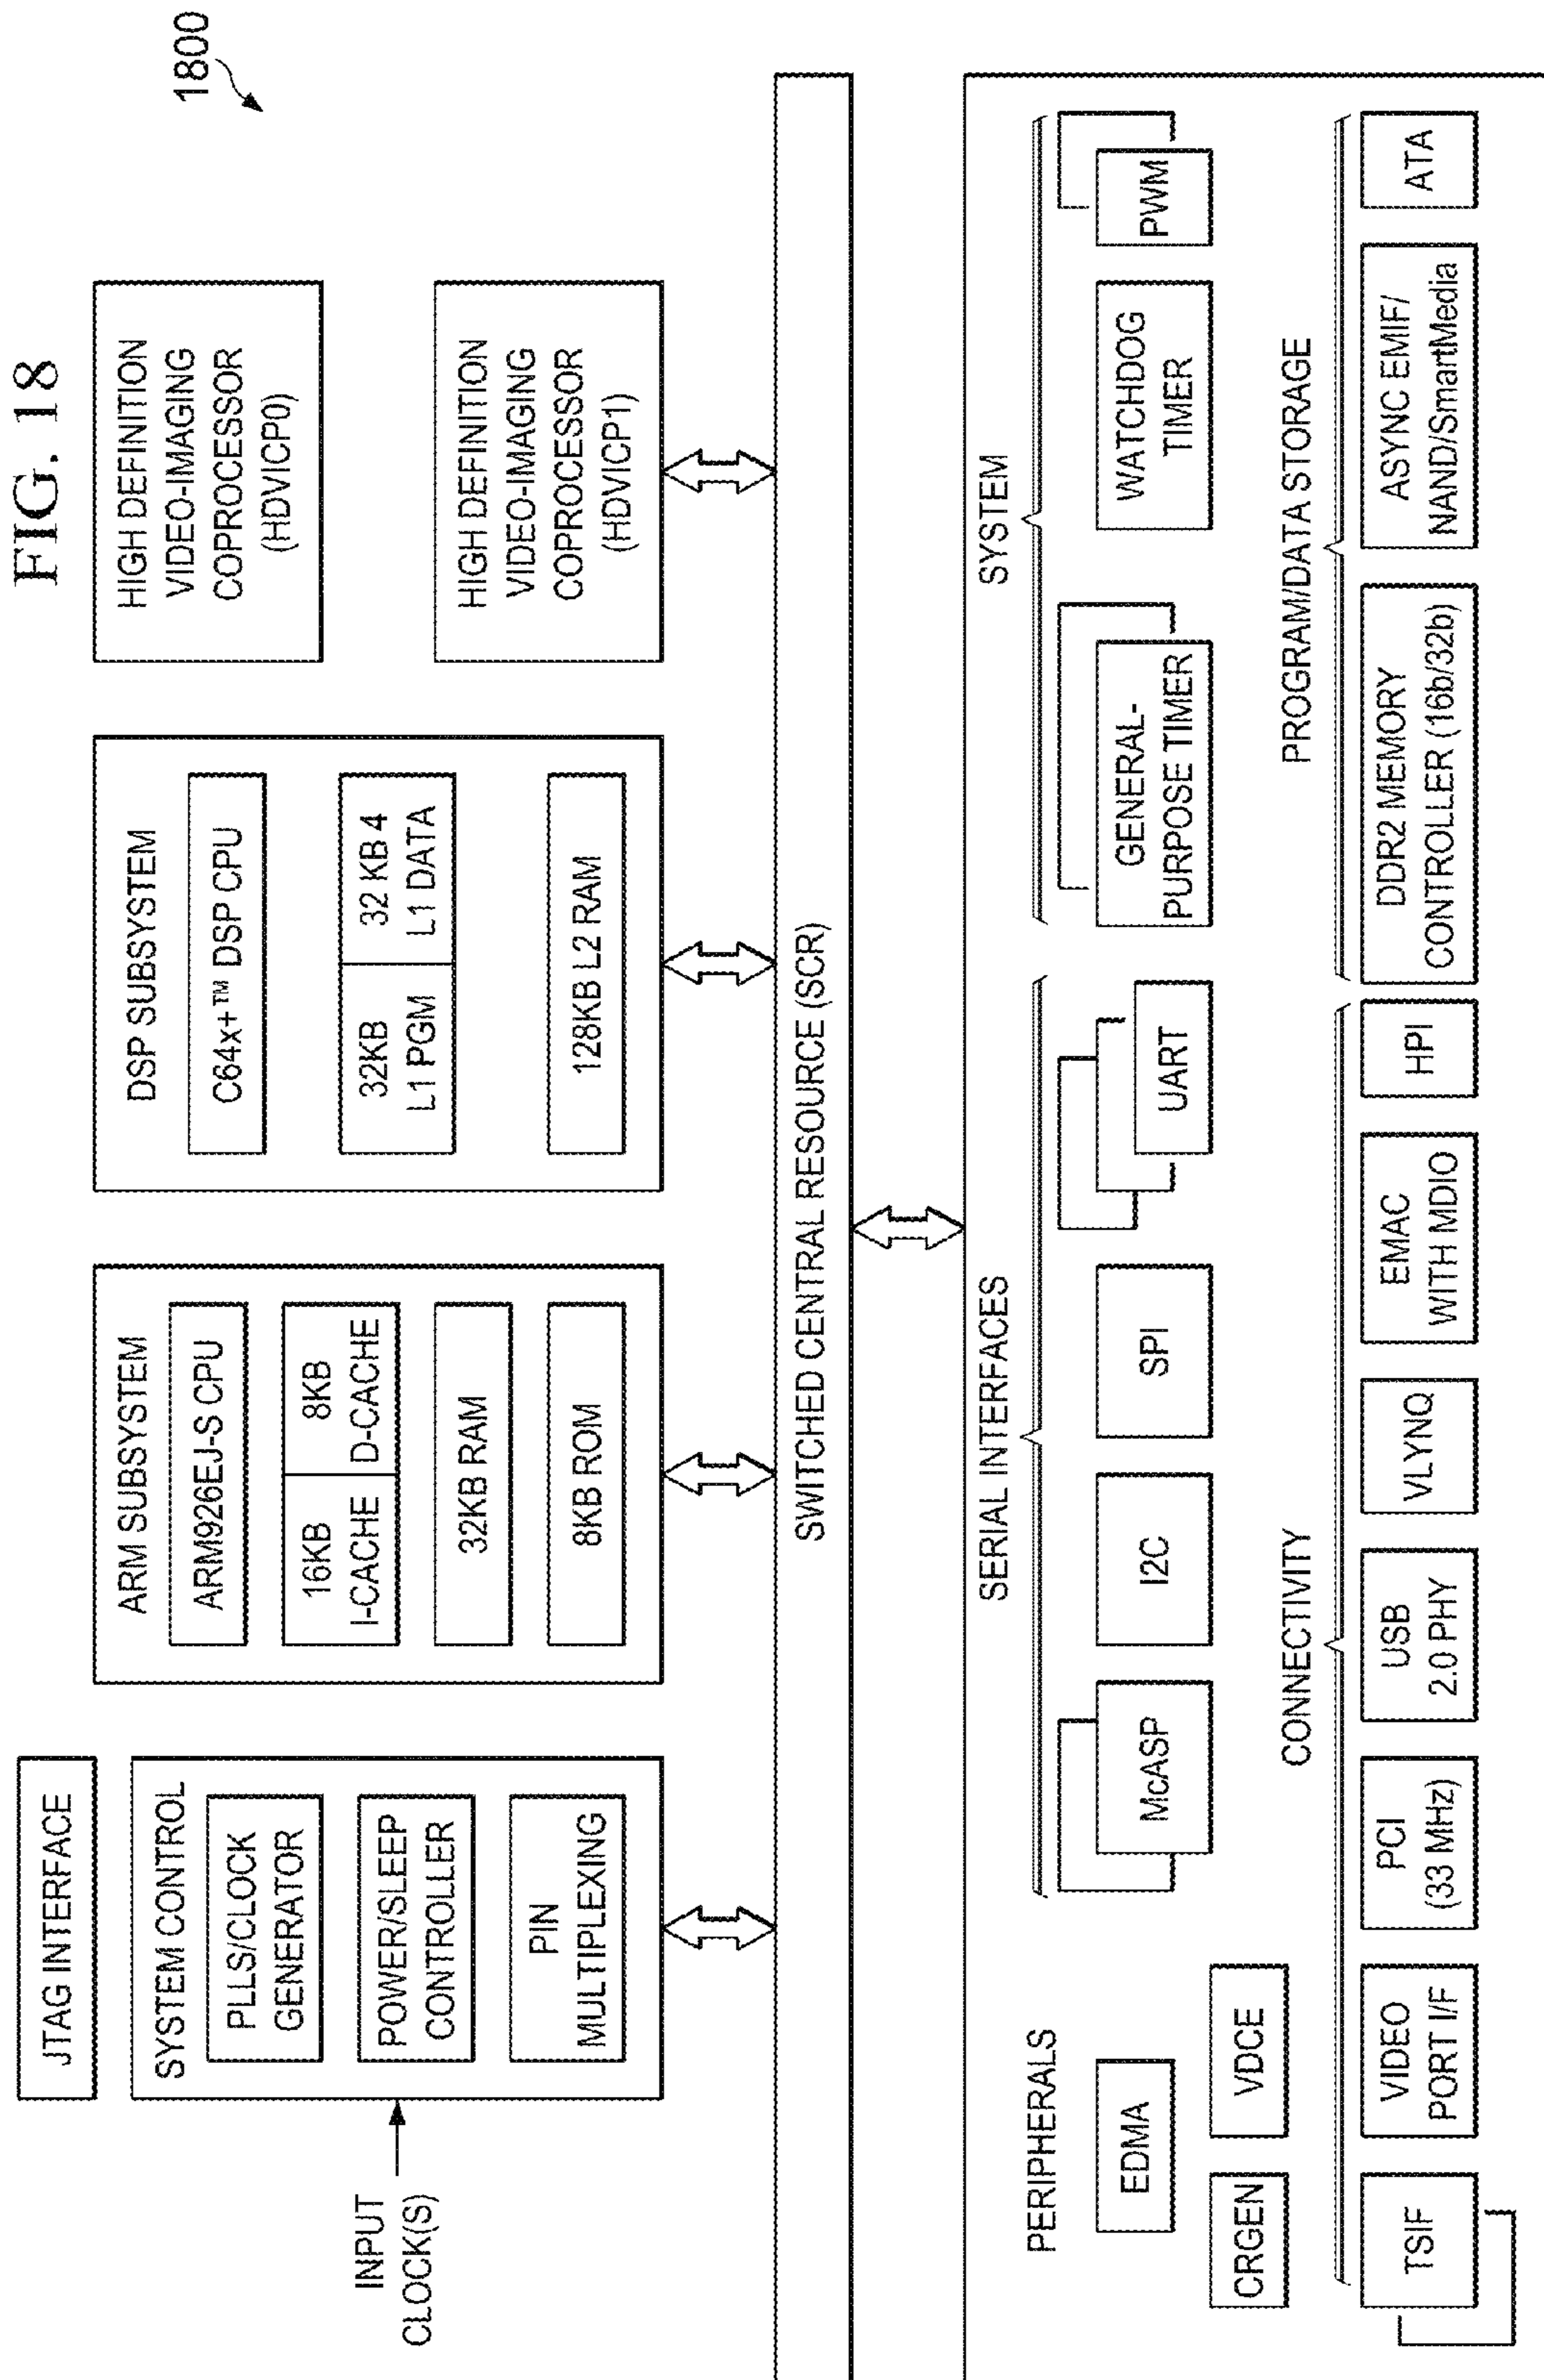 FIG. 18
1800
JTAG INTERFACE
INPUT
CLOCK(S)
SYSTEM CONTROL
PLLS/CLOCK
GENERATOR
POWER/SLEEP
CONTROLLER
PIN
MULTIPLEXING
ARM SUBSYSTEM
ARM926EJ-S CPU
16KB
I-CACHE
8KB
D-CACHE
32KB RAM
8KB ROM
DSP SUBSYSTEM
C64x+™ DSP CPU
32KB
L1 PGM
32 KB 4
L1 DATA
128KB L2 RAM
HIGH DEFINITION
VIDEO-IMAGING
COPROCESSOR
(HDVICP0)
HIGH DEFINITION
VIDEO-IMAGING
COPROCESSOR
(HDVICP1)
SWITCHED CENTRAL RESOURCE (SCR)
PERIPHERALS
EDMA
CRGEN
VDCE
SERIAL INTERFACES
McASP
I2C
SPI
UART
SYSTEM
GENERAL-
PURPOSE TIMER
WATCHDOG
TIMER
PWM
CONNECTIVITY
TSIF
VIDEO
PORT I/F
PCI
(33 MHz)
USB
2.0 PHY
VLYNQ
EMAC
WITH MDIO
HPI
PROGRAM/DATA STORAGE
DDR2 MEMORY
CONTROLLER (16b/32b)
ASYNC EMIF/
NAND/SmartMedia
ATA